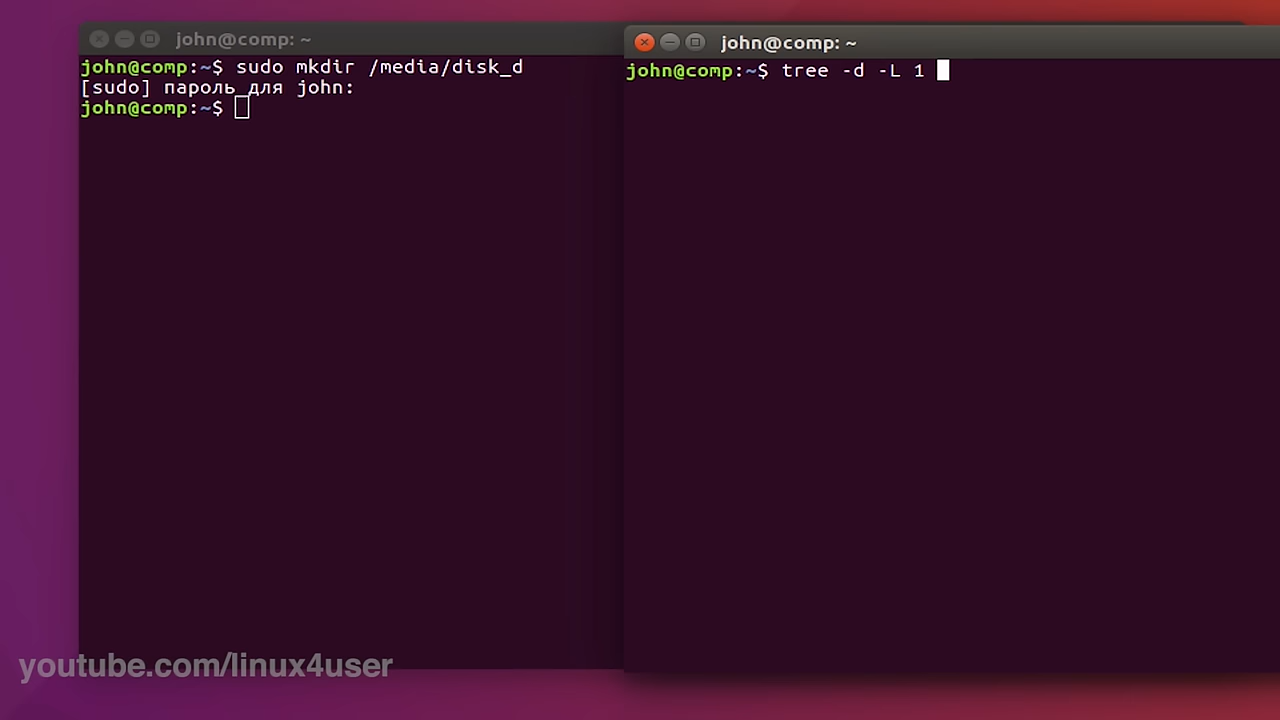 john@comp: ~
john@comp:~$ sudo mkdir /media/disk_d
[sudo] пароль для john:
john@comp:~$
john@comp: ~
john@comp:~$ tree -d -L 1
youtube.com/linux4user